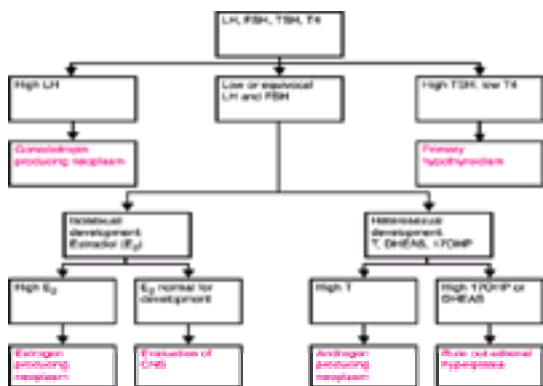 LH, FSH, TSH, T4
High LH
Low or equivocal
LH and FSH
High TSH, low T4
Gonadotropin
producing neoplasm
Primary
hypothyroidism
Isosexual
development
Estradiol (E₂)
Heterosexual
development
T, DHEAS, 17OHP
High E₂
E₂ normal for
development
High T
High 17OHP or
DHEAS
Estrogen
producing
neoplasm
Evaluation of
CNS
Androgen
producing
neoplasm
Rule out adrenal
hyperplasia